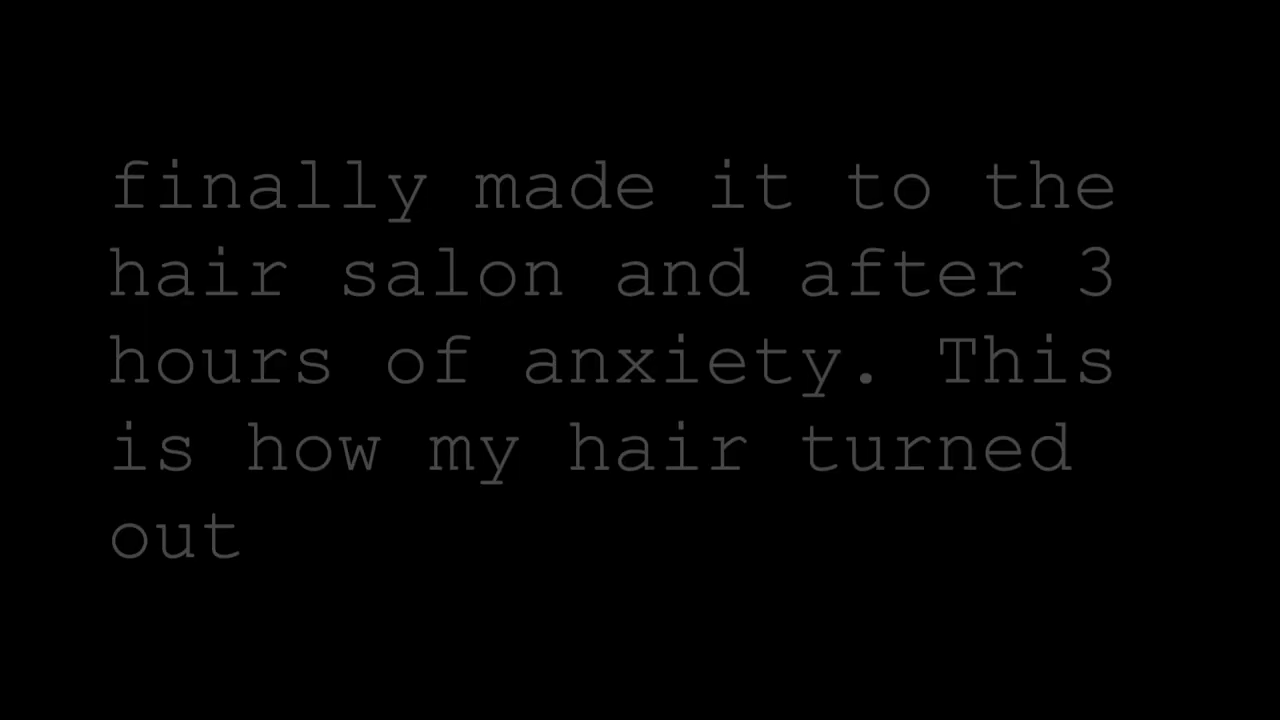 finally made it to the
hair salon and after 3
hours of anxiety. This
is how my hair turned
out